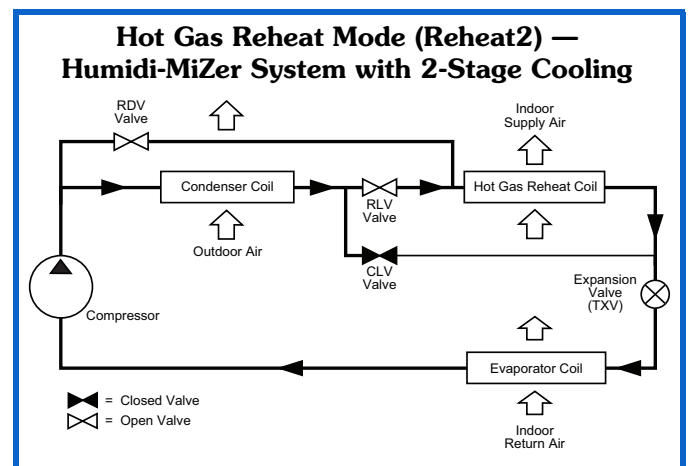 Hot Gas Reheat Mode (Reheat2) —
Humidi-MiZer System with 2-Stage Cooling
RDV
Valve
Indoor
Supply Air
Condenser Coil
Hot Gas Reheat Coil
RLV
Valve
Outdoor Air
CLV
Valve
Expansion
Valve
(TXV)
Compressor
Evaporator Coil
= Closed Valve
= Open Valve
Indoor
Return Air